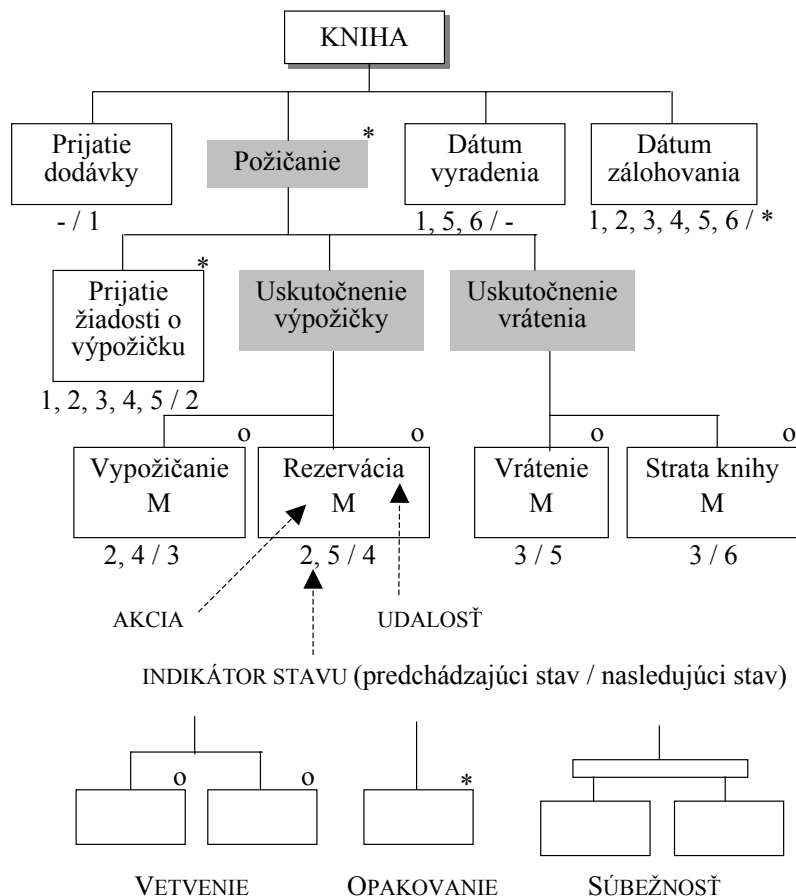 KNIHA
*
Prijatie
dodávky
- / 1
Požičanie
Dátum
vyradenia
1, 5, 6 / -
Dátum
zálohovania
1, 2, 3, 4, 5, 6 / *
*
Prijatie
žiadosti o
výpožičku
1, 2, 3, 4, 5 / 2
Uskutočnenie
výpožičky
Uskutočnenie
vrátenia
o
Vypožičanie
M
2, 4 / 3
o
Rezervácia
M
2, 5 / 4
o
Vrátenie
M
3 / 5
o
Strata knihy
M
3 / 6
AKCIA
UDALOSŤ
INDIKÁTOR STAVU (predchádzajúci stav / nasledujúci stav)
o
o
*
VETVENIE
OPAKOVANIE
SÚBEŽNOSŤ